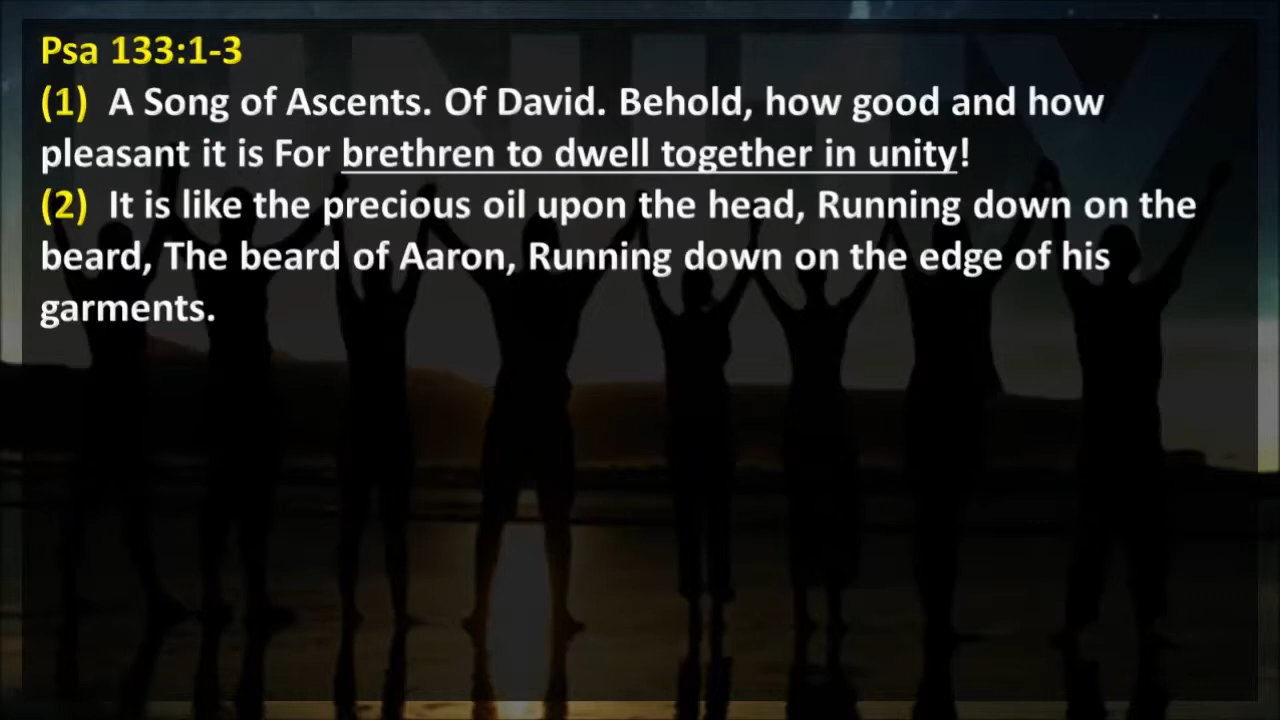 UNITY
Psa 133:1-3
(1) A Song of Ascents. Of David. Behold, how good and how
pleasant it is For brethren to dwell together in unity!
(2) It is like the precious oil upon the head, Running down on the
beard, The beard of Aaron, Running down on the edge of his
garments.